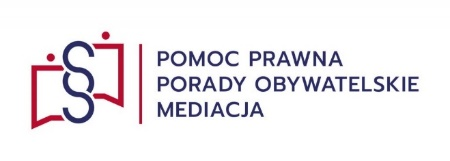 §
POMOC PRAWNA
PORADY OBYWATELSKIE
MEDIACJA